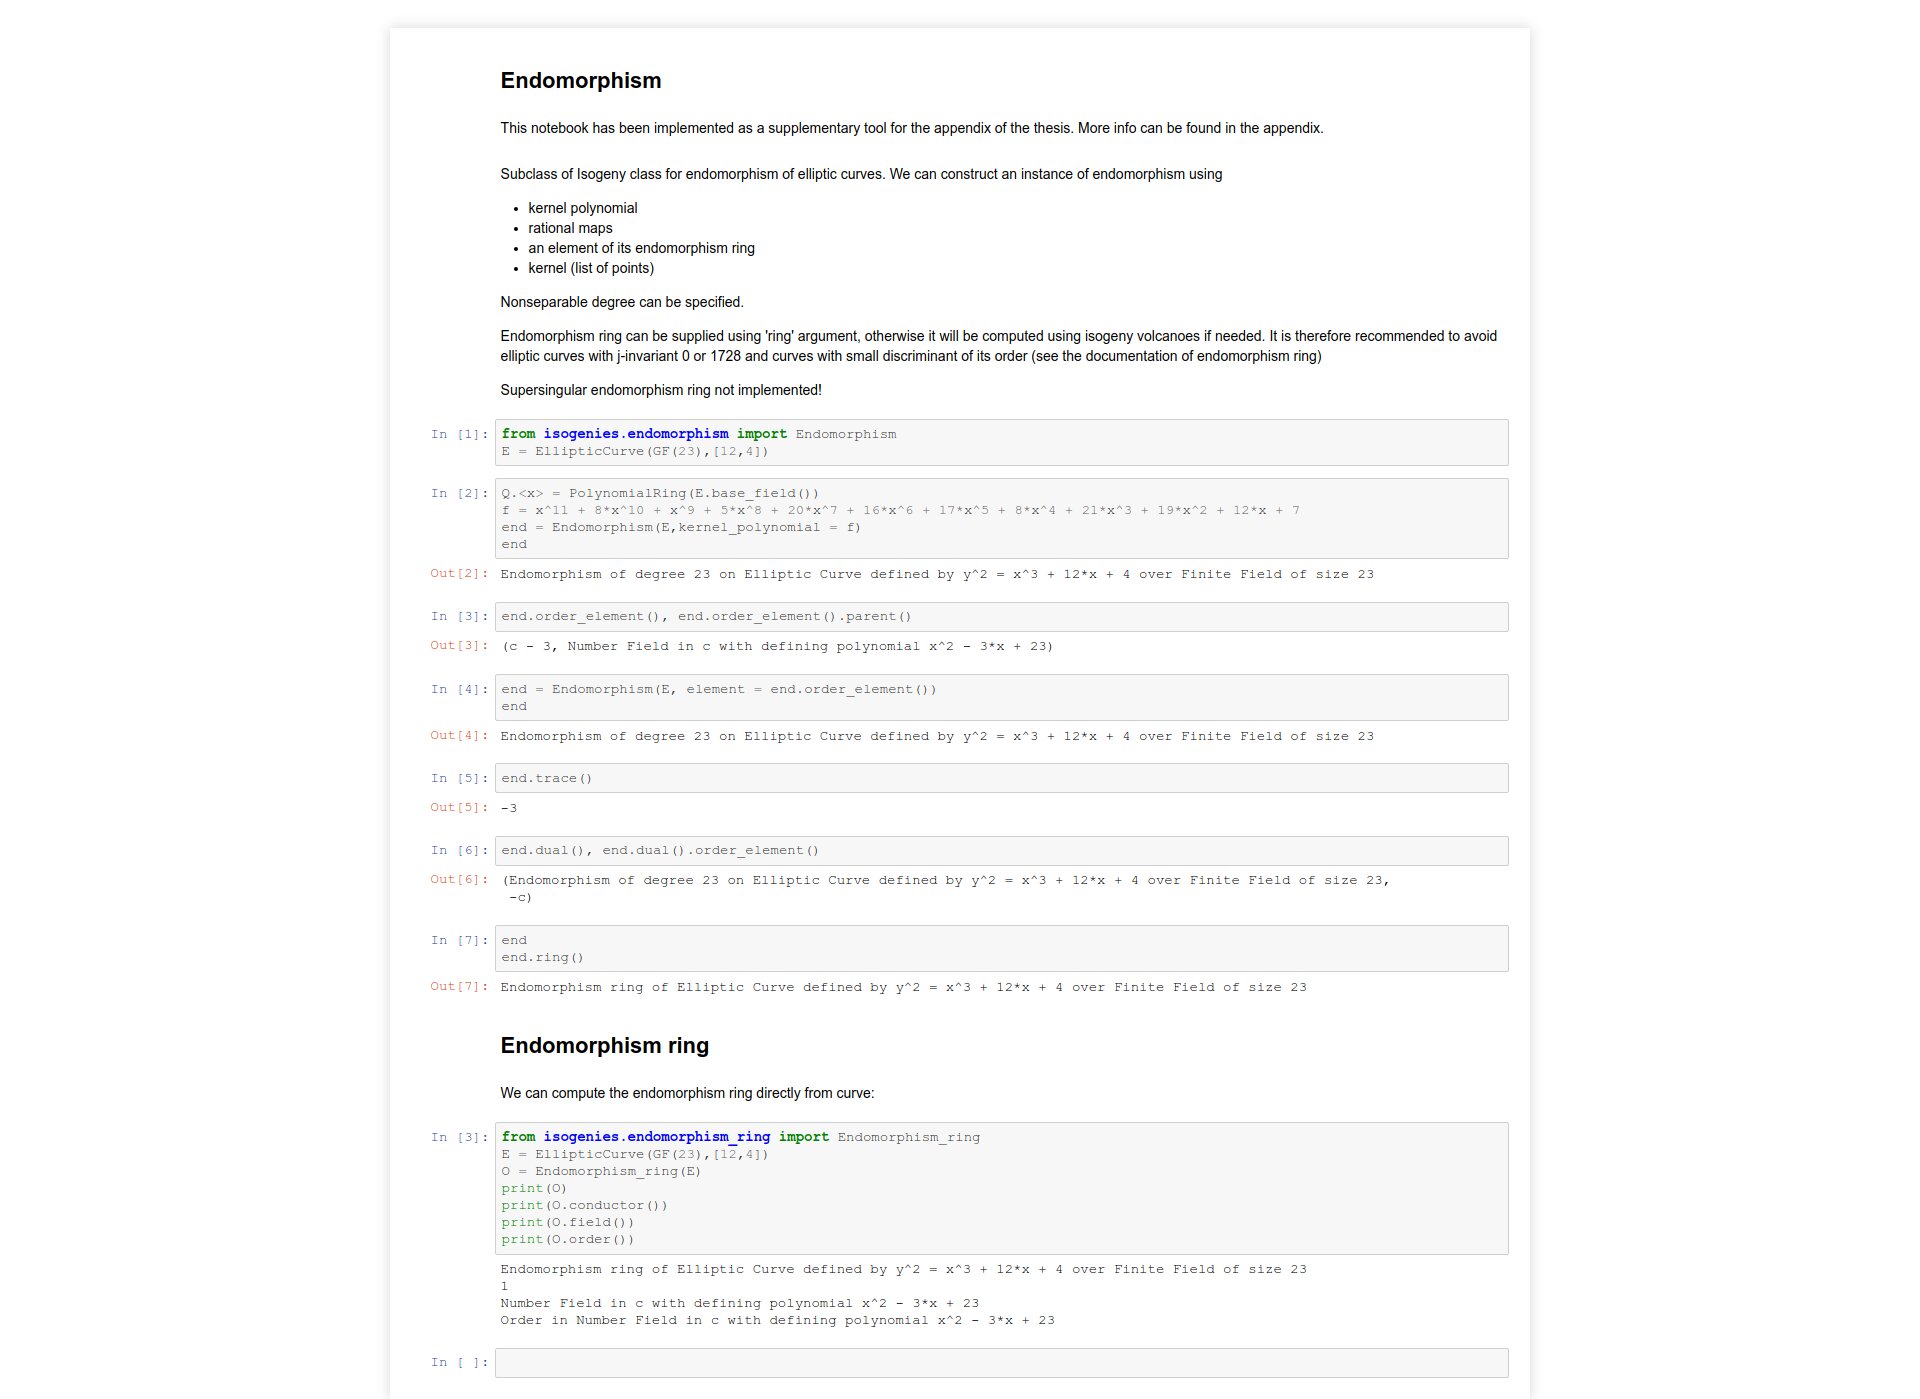 Endomorphism
This notebook has been implemented as a supplementary tool for the appendix of the thesis. More info can be found in the appendix.
Subclass of Isogeny class for endomorphism of elliptic curves. We can construct an instance of endomorphism using
• kernel polynomial
• rational maps
• an element of its endomorphism ring
• kernel (list of points)
Nonseparable degree can be specified.
Endomorphism ring can be supplied using 'ring' argument, otherwise it will be computed using isogeny volcanoes if needed. It is therefore recommended to avoid
elliptic curves with j-invariant 0 or 1728 and curves with small discriminant of its order (see the documentation of endomorphism ring)
Supersingular endomorphism ring not implemented!
In [1]: from isogenies.endomorphism import Endomorphism
E = EllipticCurve(GF(23),[12,4])
In [2]: Q.<x> = PolynomialRing(E.base_field())
f = x^11 + 8*x^10 + x^9 + 5*x^8 + 20*x^7 + 16*x^6 + 17*x^5 + 8*x^4 + 21*x^3 + 19*x^2 + 12*x + 7
end = Endomorphism(E,kernel_polynomial = f)
end
Out[2]: Endomorphism of degree 23 on Elliptic Curve defined by y^2 = x^3 + 12*x + 4 over Finite Field of size 23
In [3]: end.order_element(), end.order_element().parent()
Out[3]: (c - 3, Number Field in c with defining polynomial x^2 - 3*x + 23)
In [4]: end = Endomorphism(E, element = end.order_element())
end
Out[4]: Endomorphism of degree 23 on Elliptic Curve defined by y^2 = x^3 + 12*x + 4 over Finite Field of size 23
In [5]: end.trace()
Out[5]: -3
In [6]: end.dual(), end.dual().order_element()
Out[6]: (Endomorphism of degree 23 on Elliptic Curve defined by y^2 = x^3 + 12*x + 4 over Finite Field of size 23,
-c)
In [7]: end
end.ring()
Out[7]: Endomorphism ring of Elliptic Curve defined by y^2 = x^3 + 12*x + 4 over Finite Field of size 23
Endomorphism ring
We can compute the endomorphism ring directly from curve:
In [3]: from isogenies.endomorphism_ring import Endomorphism_ring
E = EllipticCurve(GF(23),[12,4])
O = Endomorphism_ring(E)
print(O)
print(O.conductor())
print(O.field())
print(O.order())
Endomorphism ring of Elliptic Curve defined by y^2 = x^3 + 12*x + 4 over Finite Field of size 23
1
Number Field in c with defining polynomial x^2 - 3*x + 23
Order in Number Field in c with defining polynomial x^2 - 3*x + 23
In [ ]: